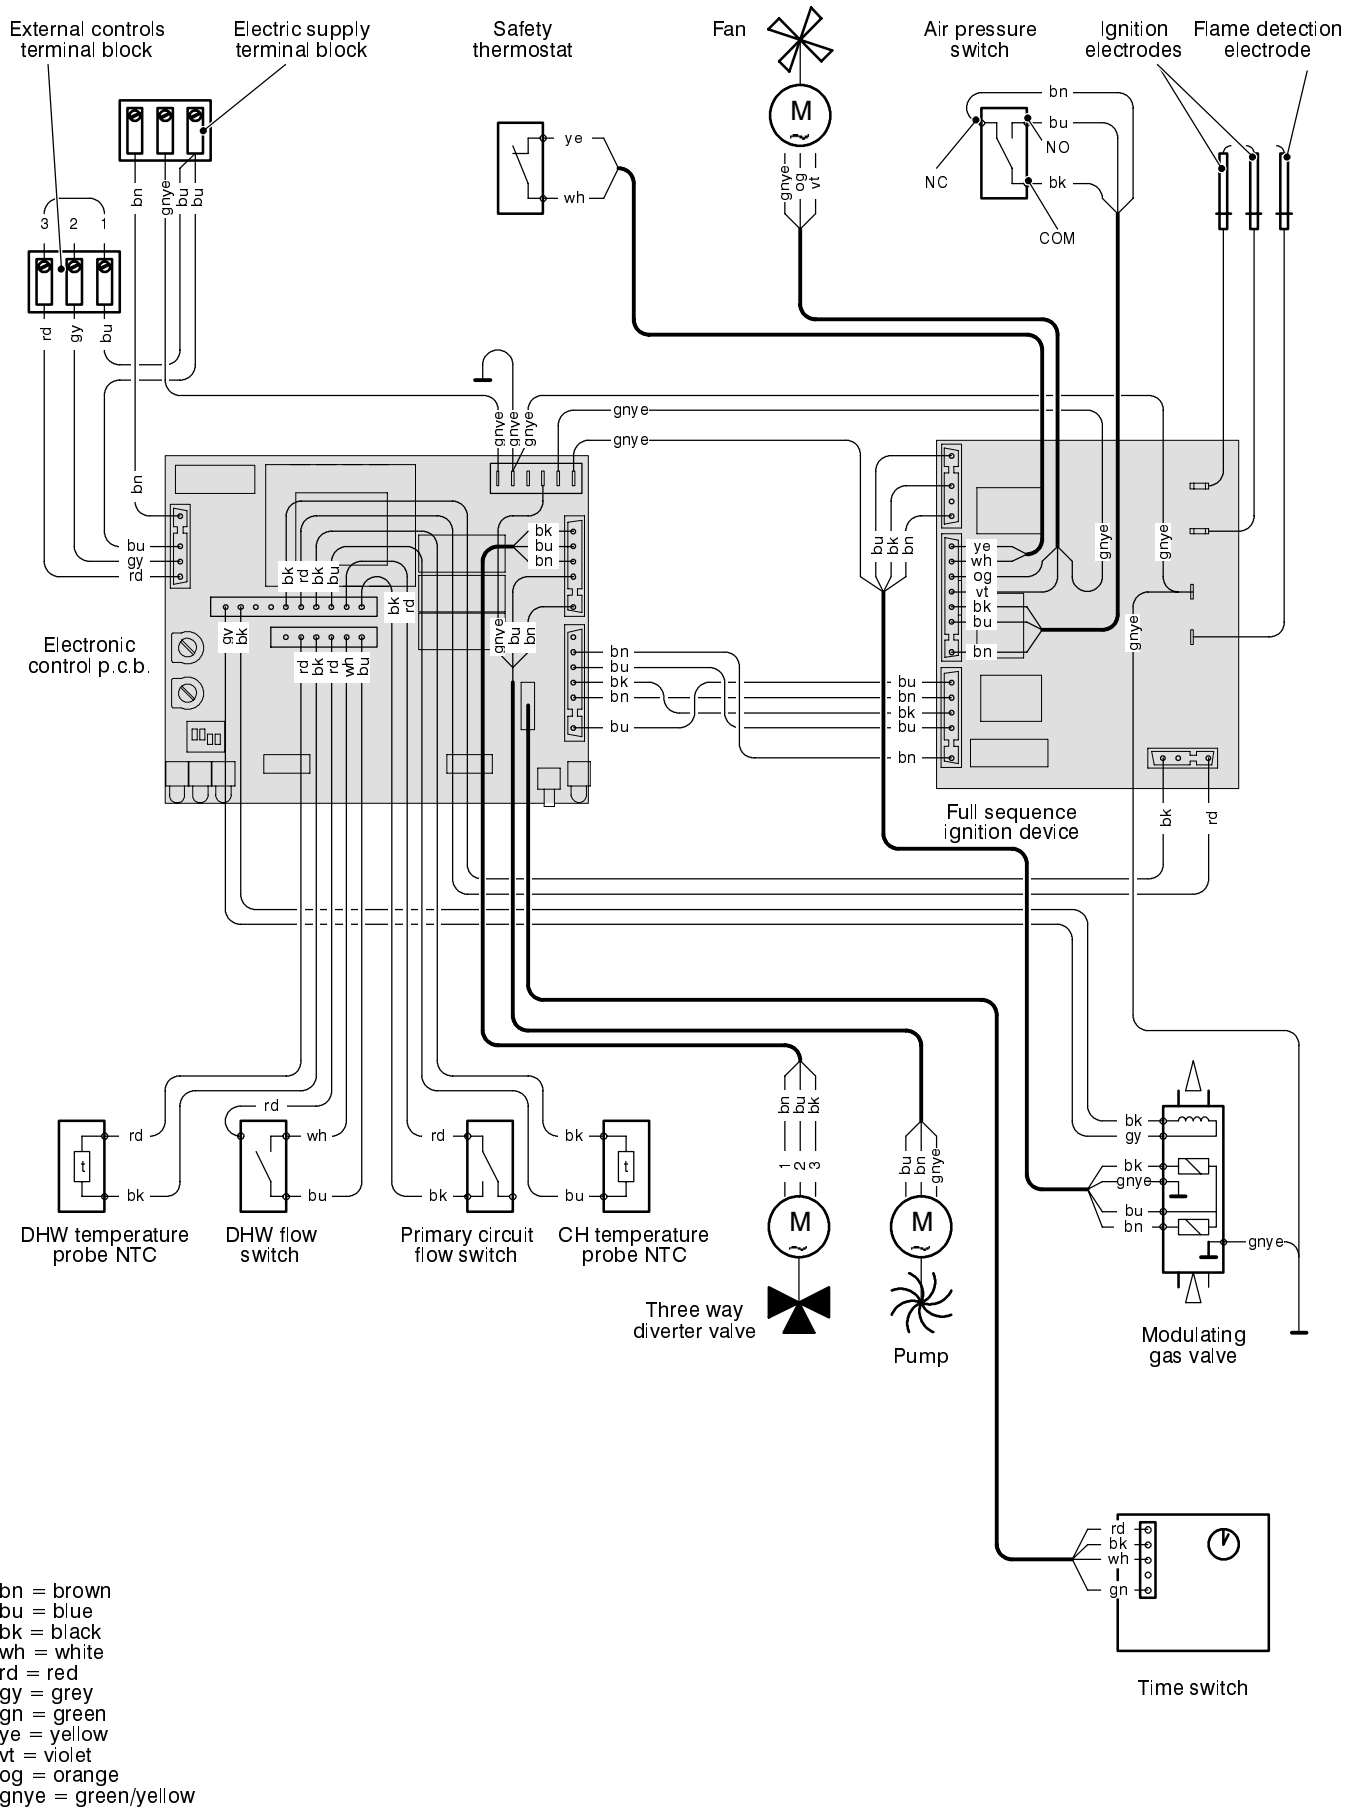 External controls
terminal block
Electric supply
terminal block
Safety
thermostat
Fan
Air pressure
switch
Ignition
electrodes
Flame detection
electrode
M
bn
bu
NO
NC
bk
COM
ye
wh
gnye
og
vt
bn
gnye
bu
bu
3
2
1
rd
gy
bu
gnye
gnye
gnye
gnye
gnye
bn
bu
gy
rd
bk
rd
bk
bu
bk
rd
gy
bk
rd
bk
rd
wh
bu
bk
bu
bn
gnye
bu
bn
bu
bk
bn
ye
wh
og
vt
bk
bu
bn
gnye
gnye
gnye
Electronic
control p.c.b.
bn
bu
bk
bn
bu
bu
bn
bk
bu
bn
bk
rd
Full sequence
ignition device
rd
bk
t
DHW temperature
probe NTC
rd
wh
bu
DHW flow
switch
rd
bk
Primary circuit
flow switch
bk
bu
t
CH temperature
probe NTC
bn
bu
bk
1
2
3
M
Three way
diverter valve
bu
bn
gnye
M
Pump
bk
gy
bk
gnye
bu
bn
gnye
Modulating
gas valve
rd
bk
wh
gn
Time switch
bn = brown
bu = blue
bk = black
wh = white
rd = red
gy = grey
gn = green
ye = yellow
vt = violet
og = orange
gnye = green/yellow